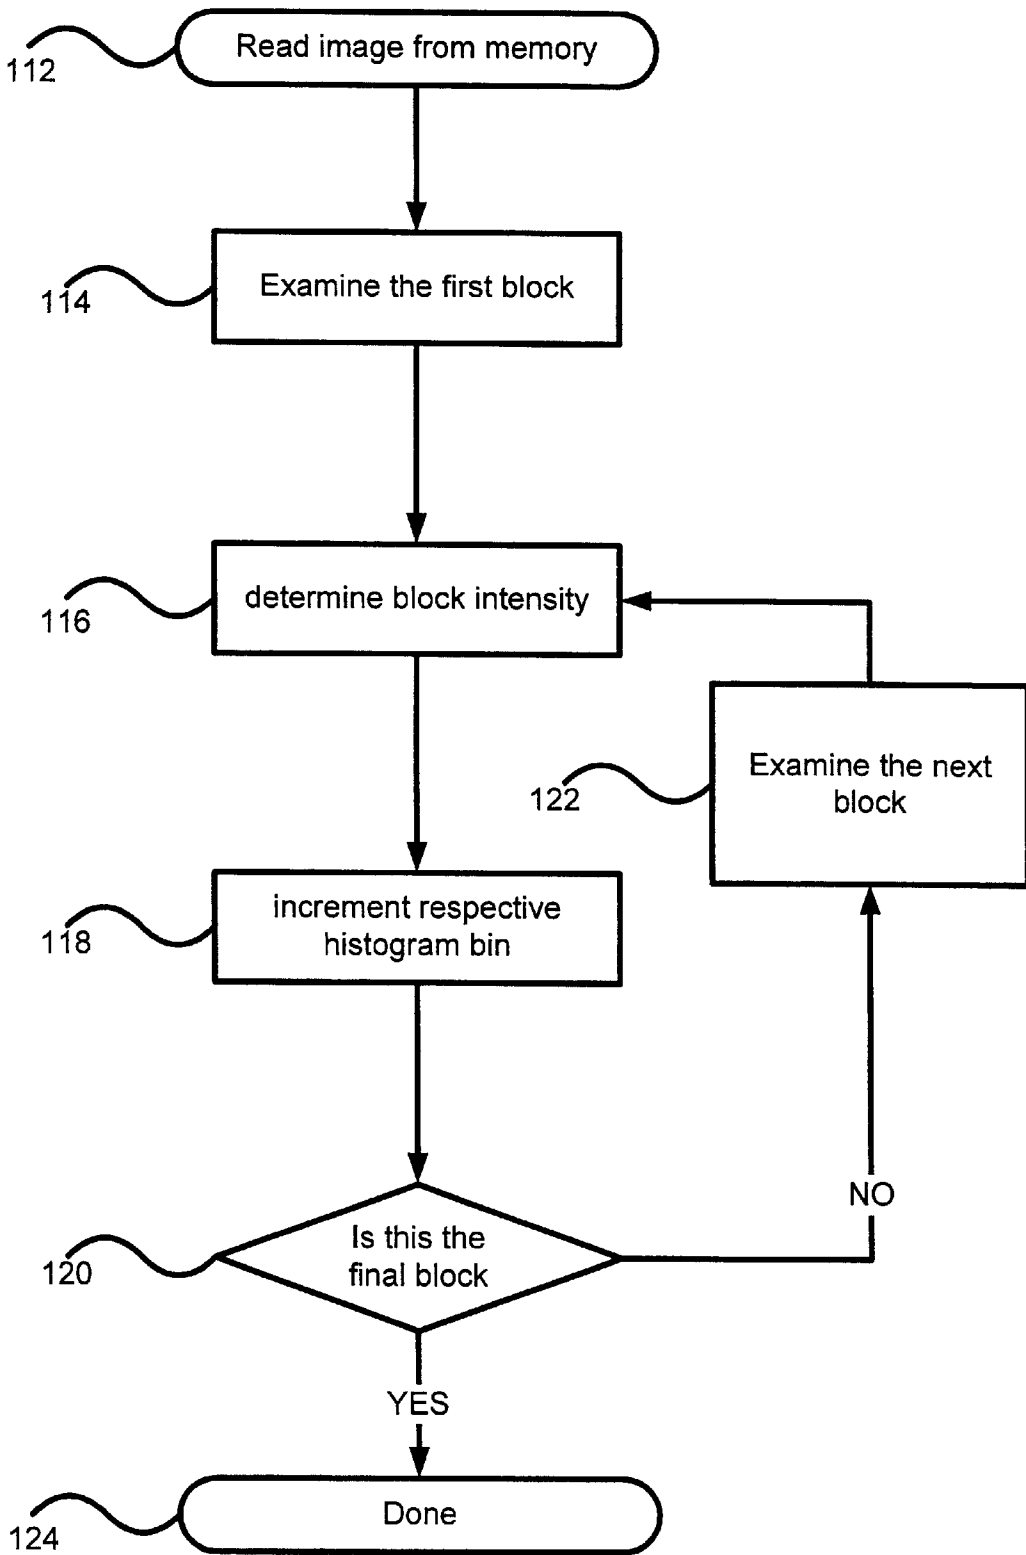 Read image from memory
112
Examine the first block
114
determine block intensity
116
Examine the next
block
122
increment respective
histogram bin
118
Is this the
final block
120
NO
YES
Done
124